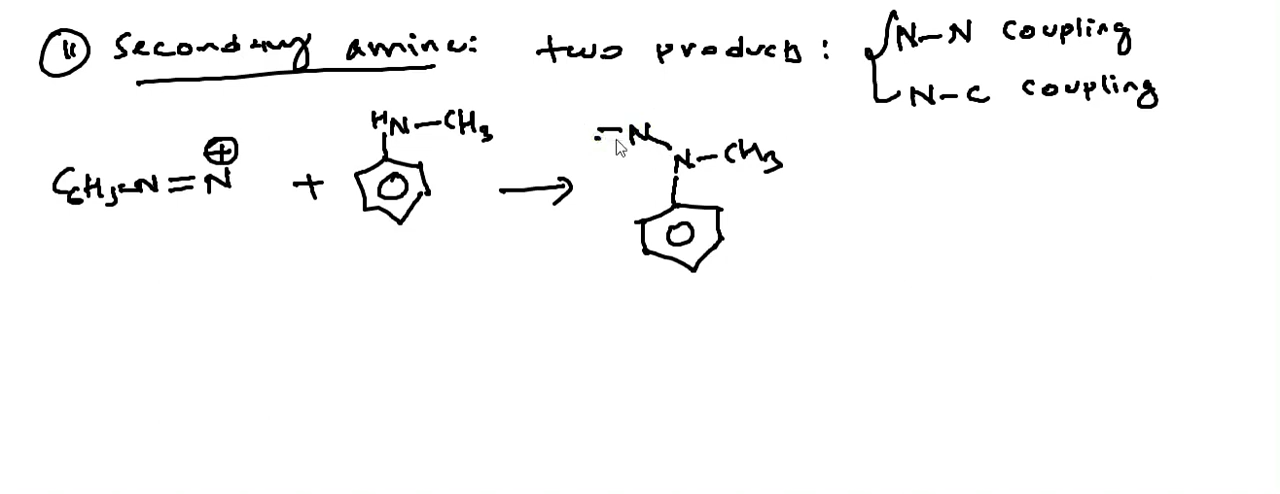 (ii) Secondary amine: two products: N-N coupling
N-C coupling
HN-CH3
C6H5-N=N⊕ + → N
N-CH3